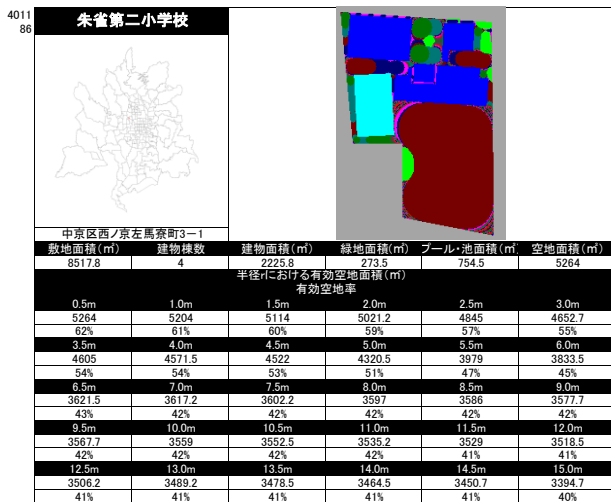 4011
86
朱雀第二小学校
中京区西ノ京左馬寮町3-1
敷地面積(㎡) 建物棟数 建物面積(㎡) 緑地面積(㎡) プール・池面積(㎡) 空地面積(㎡)
8517.8 4 2225.8 273.5 754.5 5264
半径rにおける有効空地面積(㎡)
有効空地率
0.5m 1.0m 1.5m 2.0m 2.5m 3.0m
5264 5204 5114 5021.2 4845 4652.7
62% 61% 60% 59% 57% 55%
3.5m 4.0m 4.5m 5.0m 5.5m 6.0m
4605 4571.5 4522 4320.5 3979 3833.5
54% 54% 53% 51% 47% 45%
6.5m 7.0m 7.5m 8.0m 8.5m 9.0m
3621.5 3617.2 3602.2 3597 3586 3577.7
43% 42% 42% 42% 42% 42%
9.5m 10.0m 10.5m 11.0m 11.5m 12.0m
3567.7 3559 3552.5 3535.2 3529 3518.5
42% 42% 42% 42% 41% 41%
12.5m 13.0m 13.5m 14.0m 14.5m 15.0m
3506.2 3489.2 3478.5 3464.5 3450.7 3394.7
41% 41% 41% 41% 41% 40%